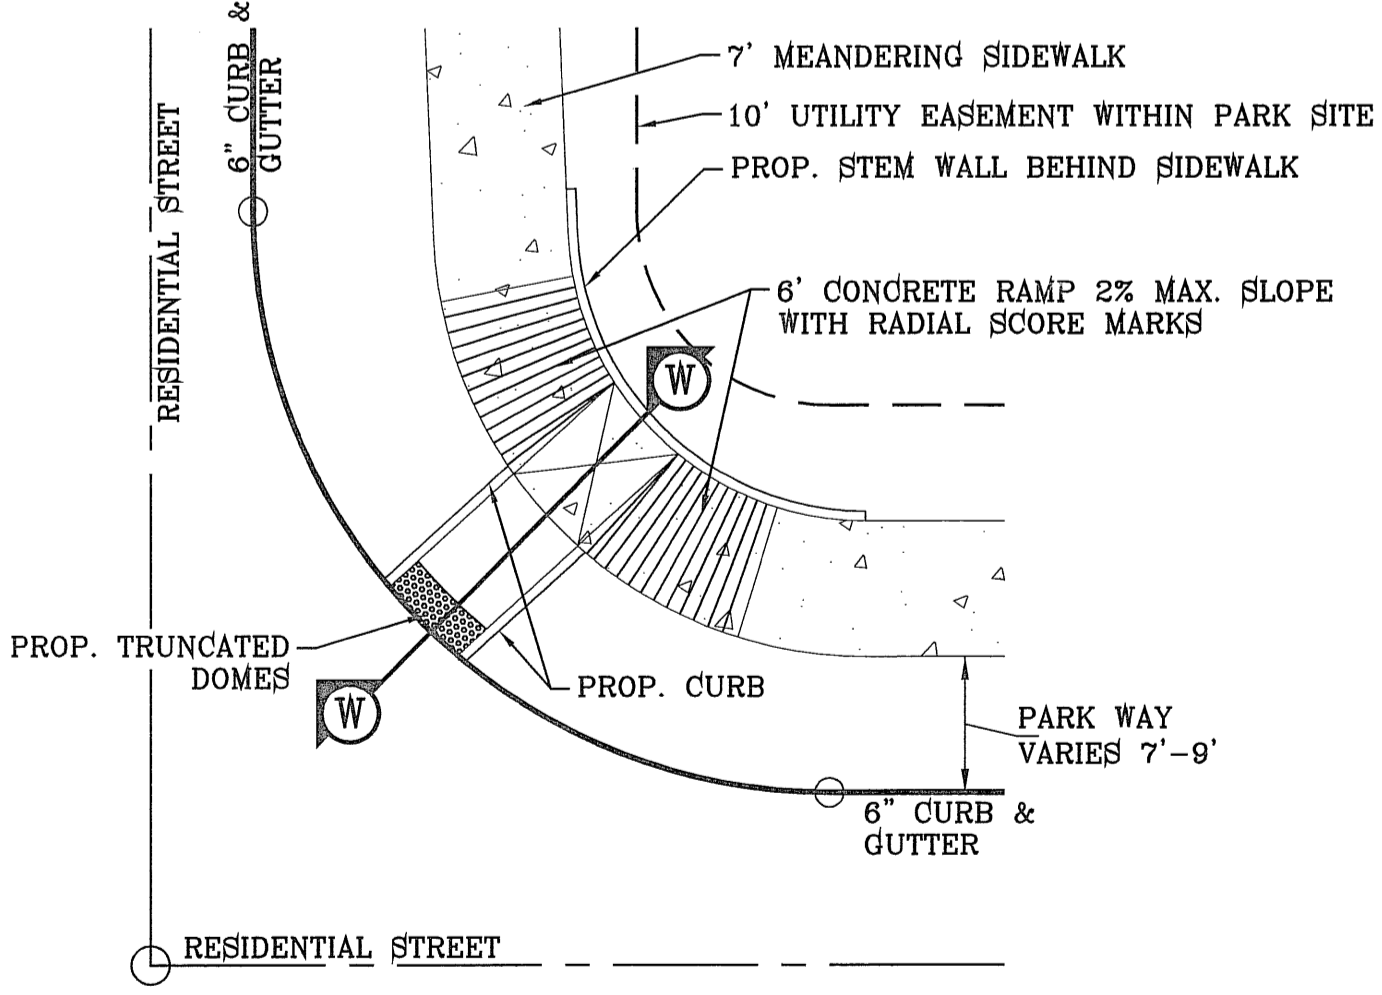 6" CURB &
GUTTER
RESIDENTIAL STREET
7' MEANDERING SIDEWALK
10' UTILITY EASEMENT WITHIN PARK SITE
PROP. STEM WALL BEHIND SIDEWALK
6' CONCRETE RAMP 2% MAX. SLOPE
WITH RADIAL SCORE MARKS
W
PROP. TRUNCATED
DOMES
W
PROP. CURB
PARK WAY
VARIES 7'-9'
6" CURB &
GUTTER
RESIDENTIAL STREET